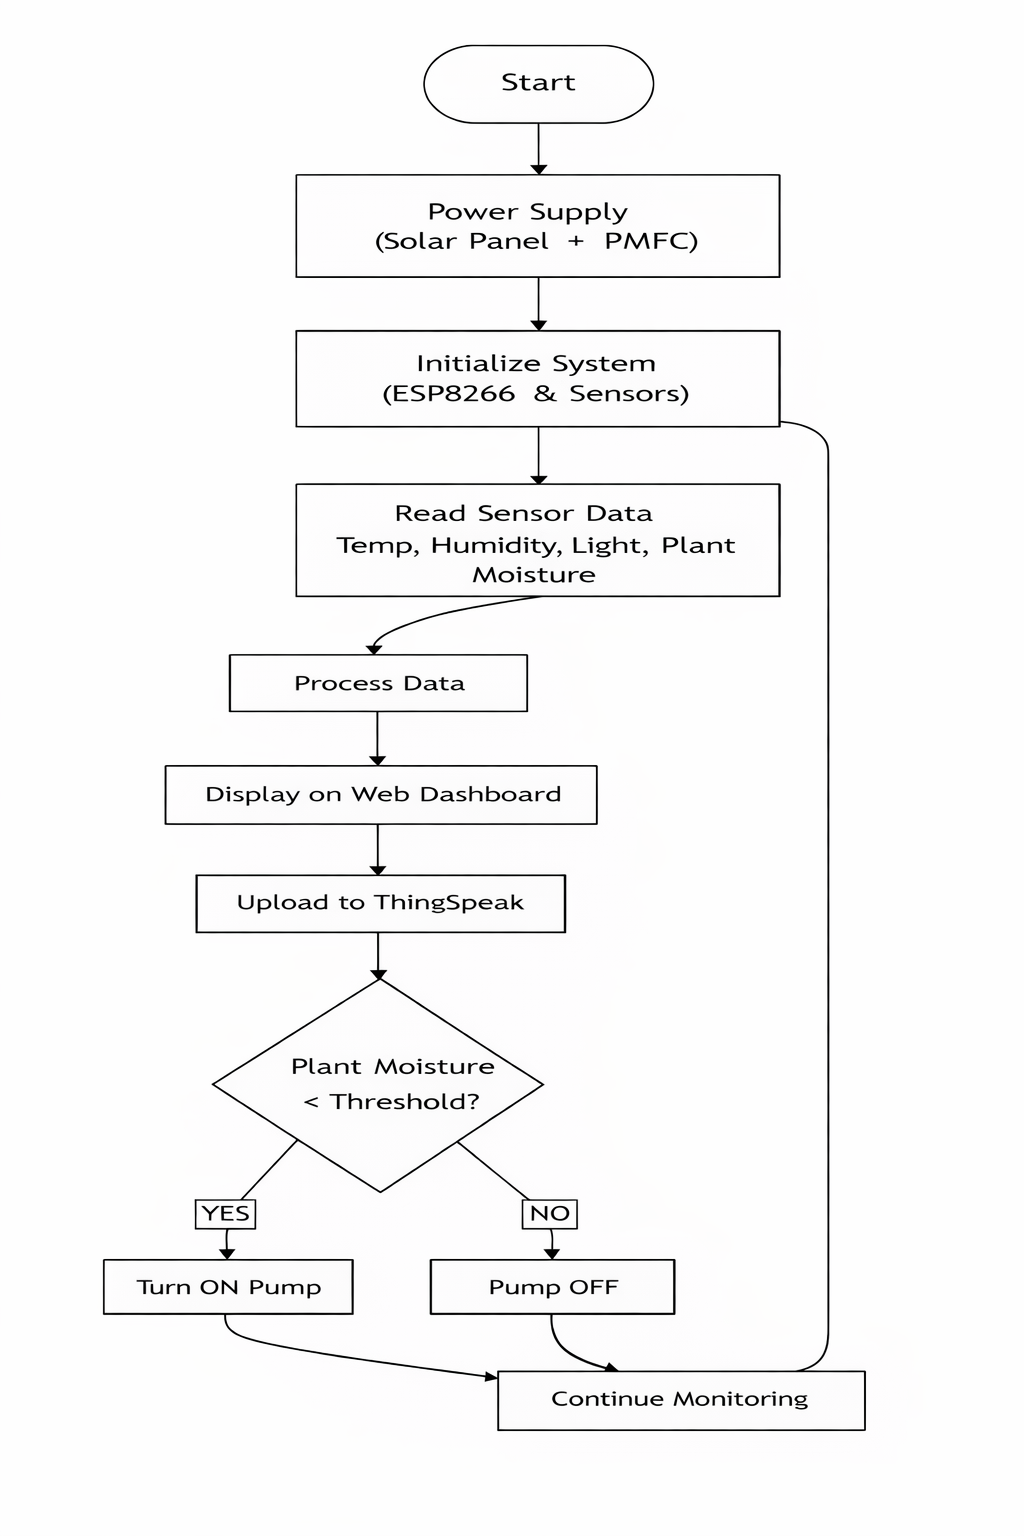 Start
Power Supply
(Solar Panel + PMFC)
Initialize System
(ESP8266 & Sensors)
Read Sensor Data
Temp, Humidity, Light, Plant
Moisture
Process Data
Display on Web Dashboard
Upload to ThingSpeak
Plant Moisture
< Threshold?
YES
NO
Turn ON Pump
Pump OFF
Continue Monitoring